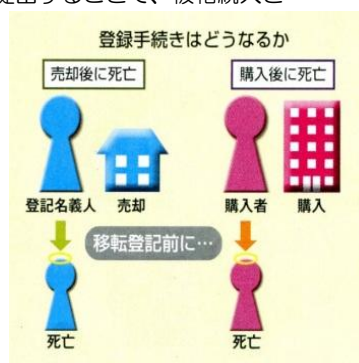 登録手続きはどうなるか
売却後に死亡
購入後に死亡
登記名義人 売却
購入者 購入
移転登記前に…
死亡
死亡